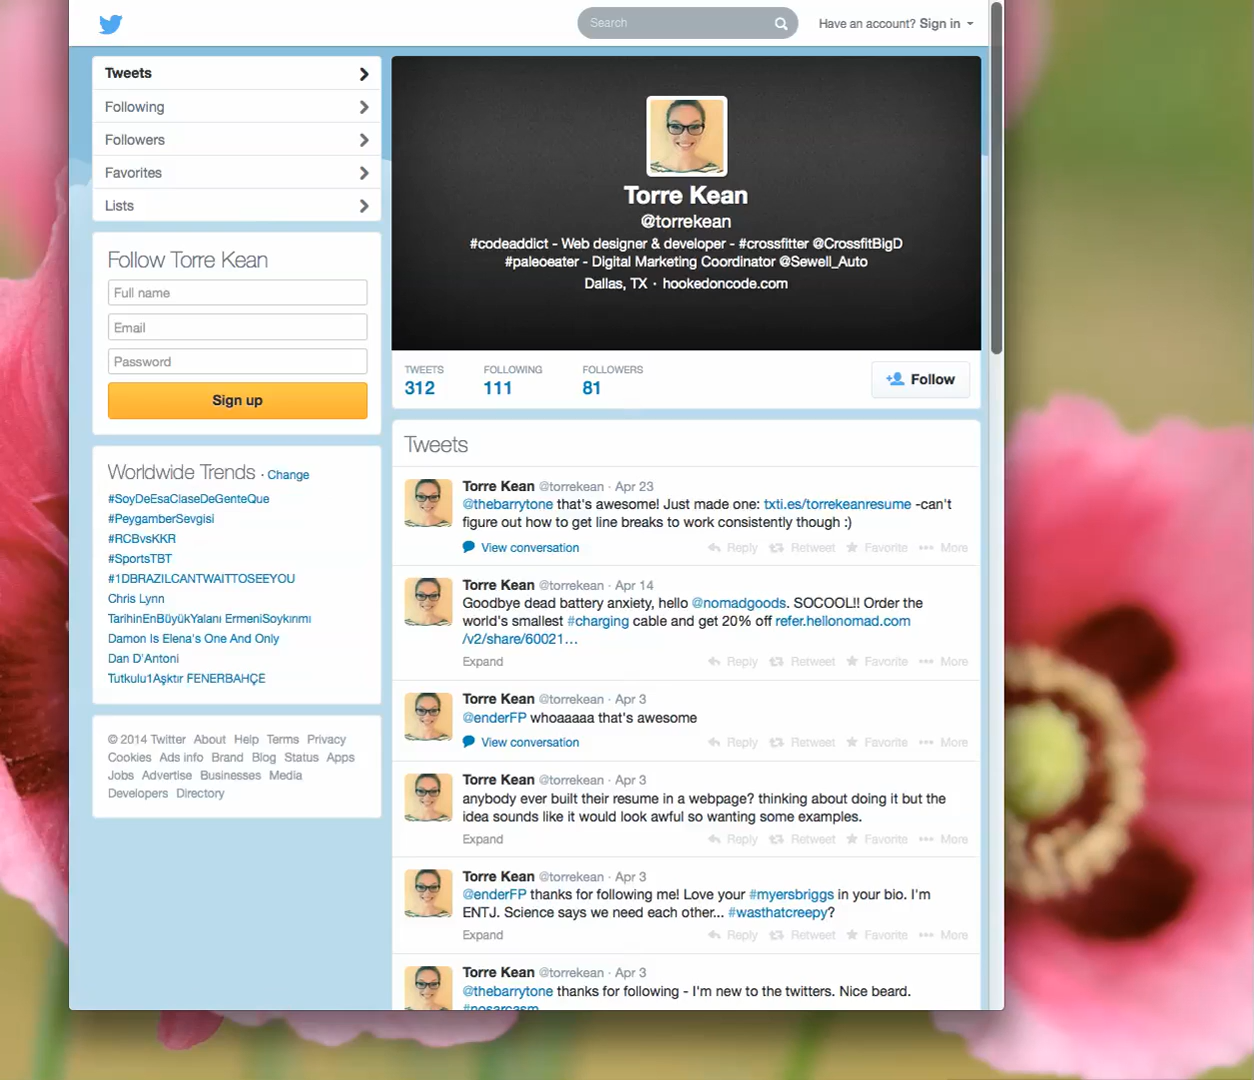 Search
Have an account? Sign in
Tweets
Following
Followers
Favorites
Lists
Follow Torre Kean
Full name
Email
Password
Sign up
Worldwide Trends · Change
#SoyDeEsaClaseDeGenteQue
#PeygamberSevgisi
#RCBvsKKR
#SportsTBT
#1DBRAZILCANTWAITTOSEEYOU
Chris Lynn
TarihinEnBüyükYalanı ErmeniSoykırımı
Damon Is Elena's One And Only
Dan D'Antoni
Tutkulu1Aşktır FENERBAHÇE
© 2014 Twitter About Help Terms Privacy
Cookies Ads info Brand Blog Status Apps
Jobs Advertise Businesses Media
Developers Directory
Torre Kean
@torrekean
#codeaddict - Web designer & developer - #crossfitter @CrossfitBigD
#paleoeater - Digital Marketing Coordinator @Sewell_Auto
Dallas, TX · hookedoncode.com
TWEETS FOLLOWING FOLLOWERS
312 111 81
Follow
Tweets
Torre Kean @torrekean · Apr 23
@thebarrytone that's awesome! Just made one: txti.es/torrekeanresume -can't
figure out how to get line breaks to work consistently though :)
View conversation Reply Retweet Favorite More
Torre Kean @torrekean · Apr 14
Goodbye dead battery anxiety, hello @nomadgoods. SOCOOL!! Order the
world's smallest #charging cable and get 20% off refer.hellonomad.com
/v2/share/60021...
Expand Reply Retweet Favorite More
Torre Kean @torrekean · Apr 3
@enderFP whoaaaaa that's awesome
View conversation Reply Retweet Favorite More
Torre Kean @torrekean · Apr 3
anybody ever built their resume in a webpage? thinking about doing it but the
idea sounds like it would look awful so wanting some examples.
Expand Reply Retweet Favorite More
Torre Kean @torrekean · Apr 3
@enderFP thanks for following me! Love your #myersbriggs in your bio. I'm
ENTJ. Science says we need each other... #wasthatcreepy?
Expand Reply Retweet Favorite More
Torre Kean @torrekean · Apr 3
@thebarrytone thanks for following - I'm new to the twitters. Nice beard.
#nosarcasm